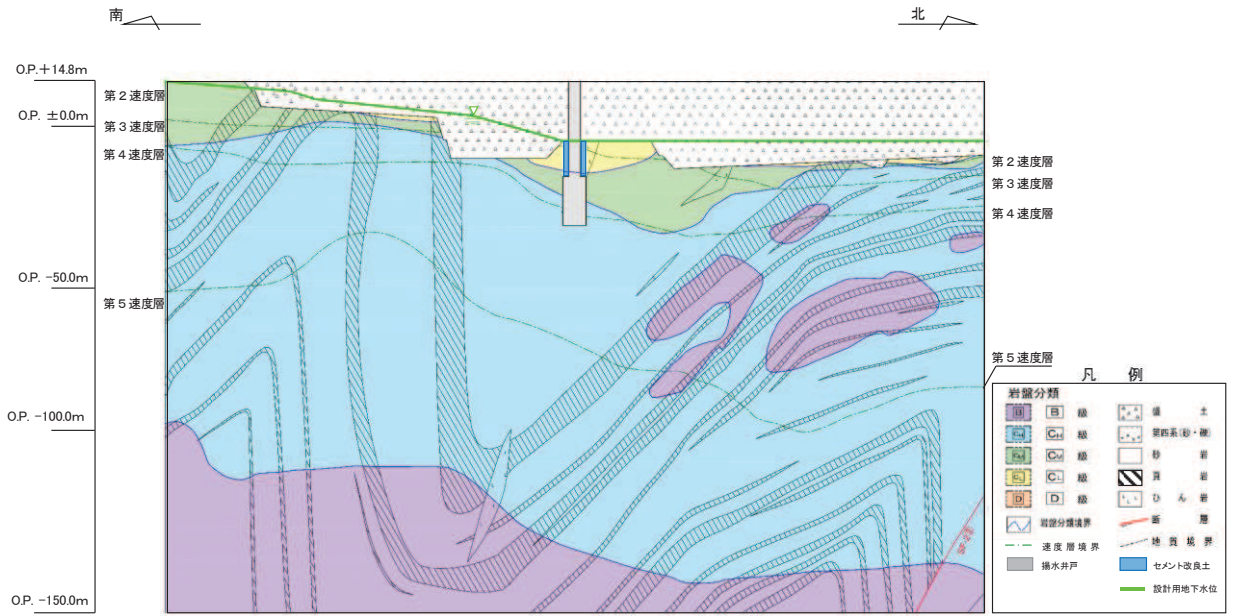 南
北
O.P.+14.8m
O.P. ±0.0m
O.P. -50.0m
O.P. -100.0m
O.P. -150.0m
第2速度層
第3速度層
第4速度層
第5速度層
第2速度層
第3速度層
第4速度層
第5速度層
SF-2②
凡 例
岩盤分類
B B 級
CH CH 級
CM CM 級
CL CL 級
D D 級
岩盤分類境界
速度層境界
揚水井戸
盛 土
第四系(砂・礫)
砂 岩
頁 岩
ひ ん 岩
断 層
地 質 境 界
セメント改良土
設計用地下水位